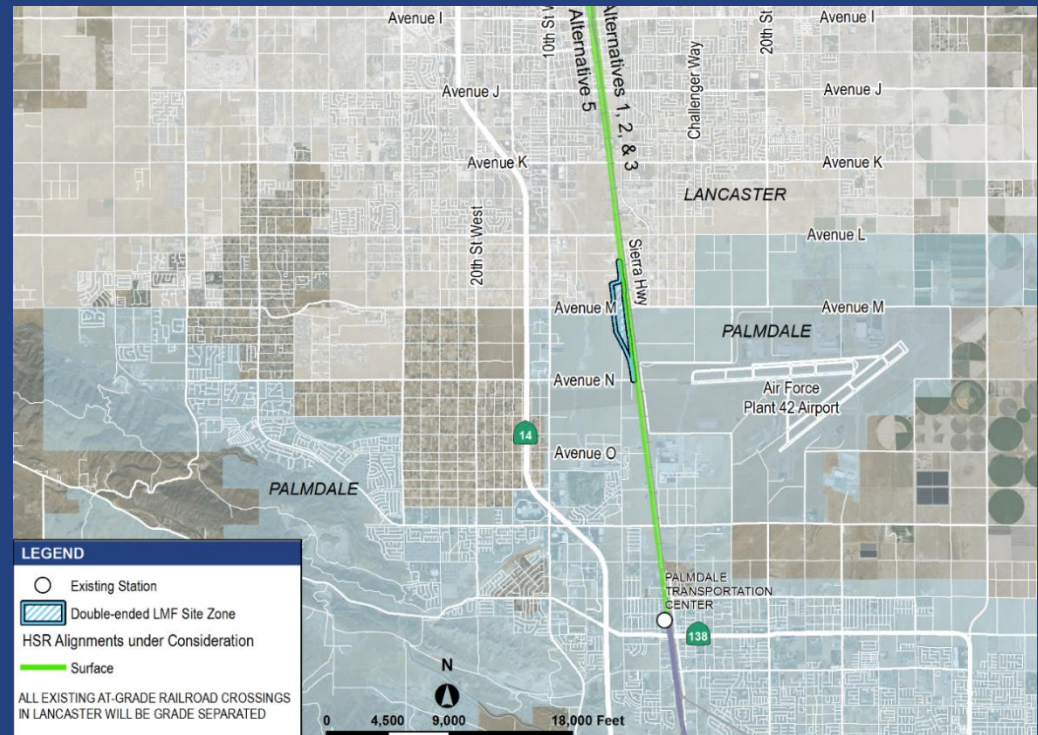 Avenue I
10th St W
Alternatives 1, 2, & 3
Alternative 5
20th St
Avenue I
Avenue J
Challenger Way
Avenue J
Avenue K
Avenue K
LANCASTER
20th St West
Sierra Hwy
Avenue L
Avenue M
Avenue M
PALMDALE
Avenue N
Air Force
Plant 42 Airport
14
Avenue O
PALMDALE
LEGEND
Existing Station
Double-ended LMF Site Zone
HSR Alignments under Consideration
Surface
ALL EXISTING AT-GRADE RAILROAD CROSSINGS
IN LANCASTER WILL BE GRADE SEPARATED
PALMDALE
TRANSPORTATION
CENTER
138
N
0 4,500 9,000 18,000 Feet